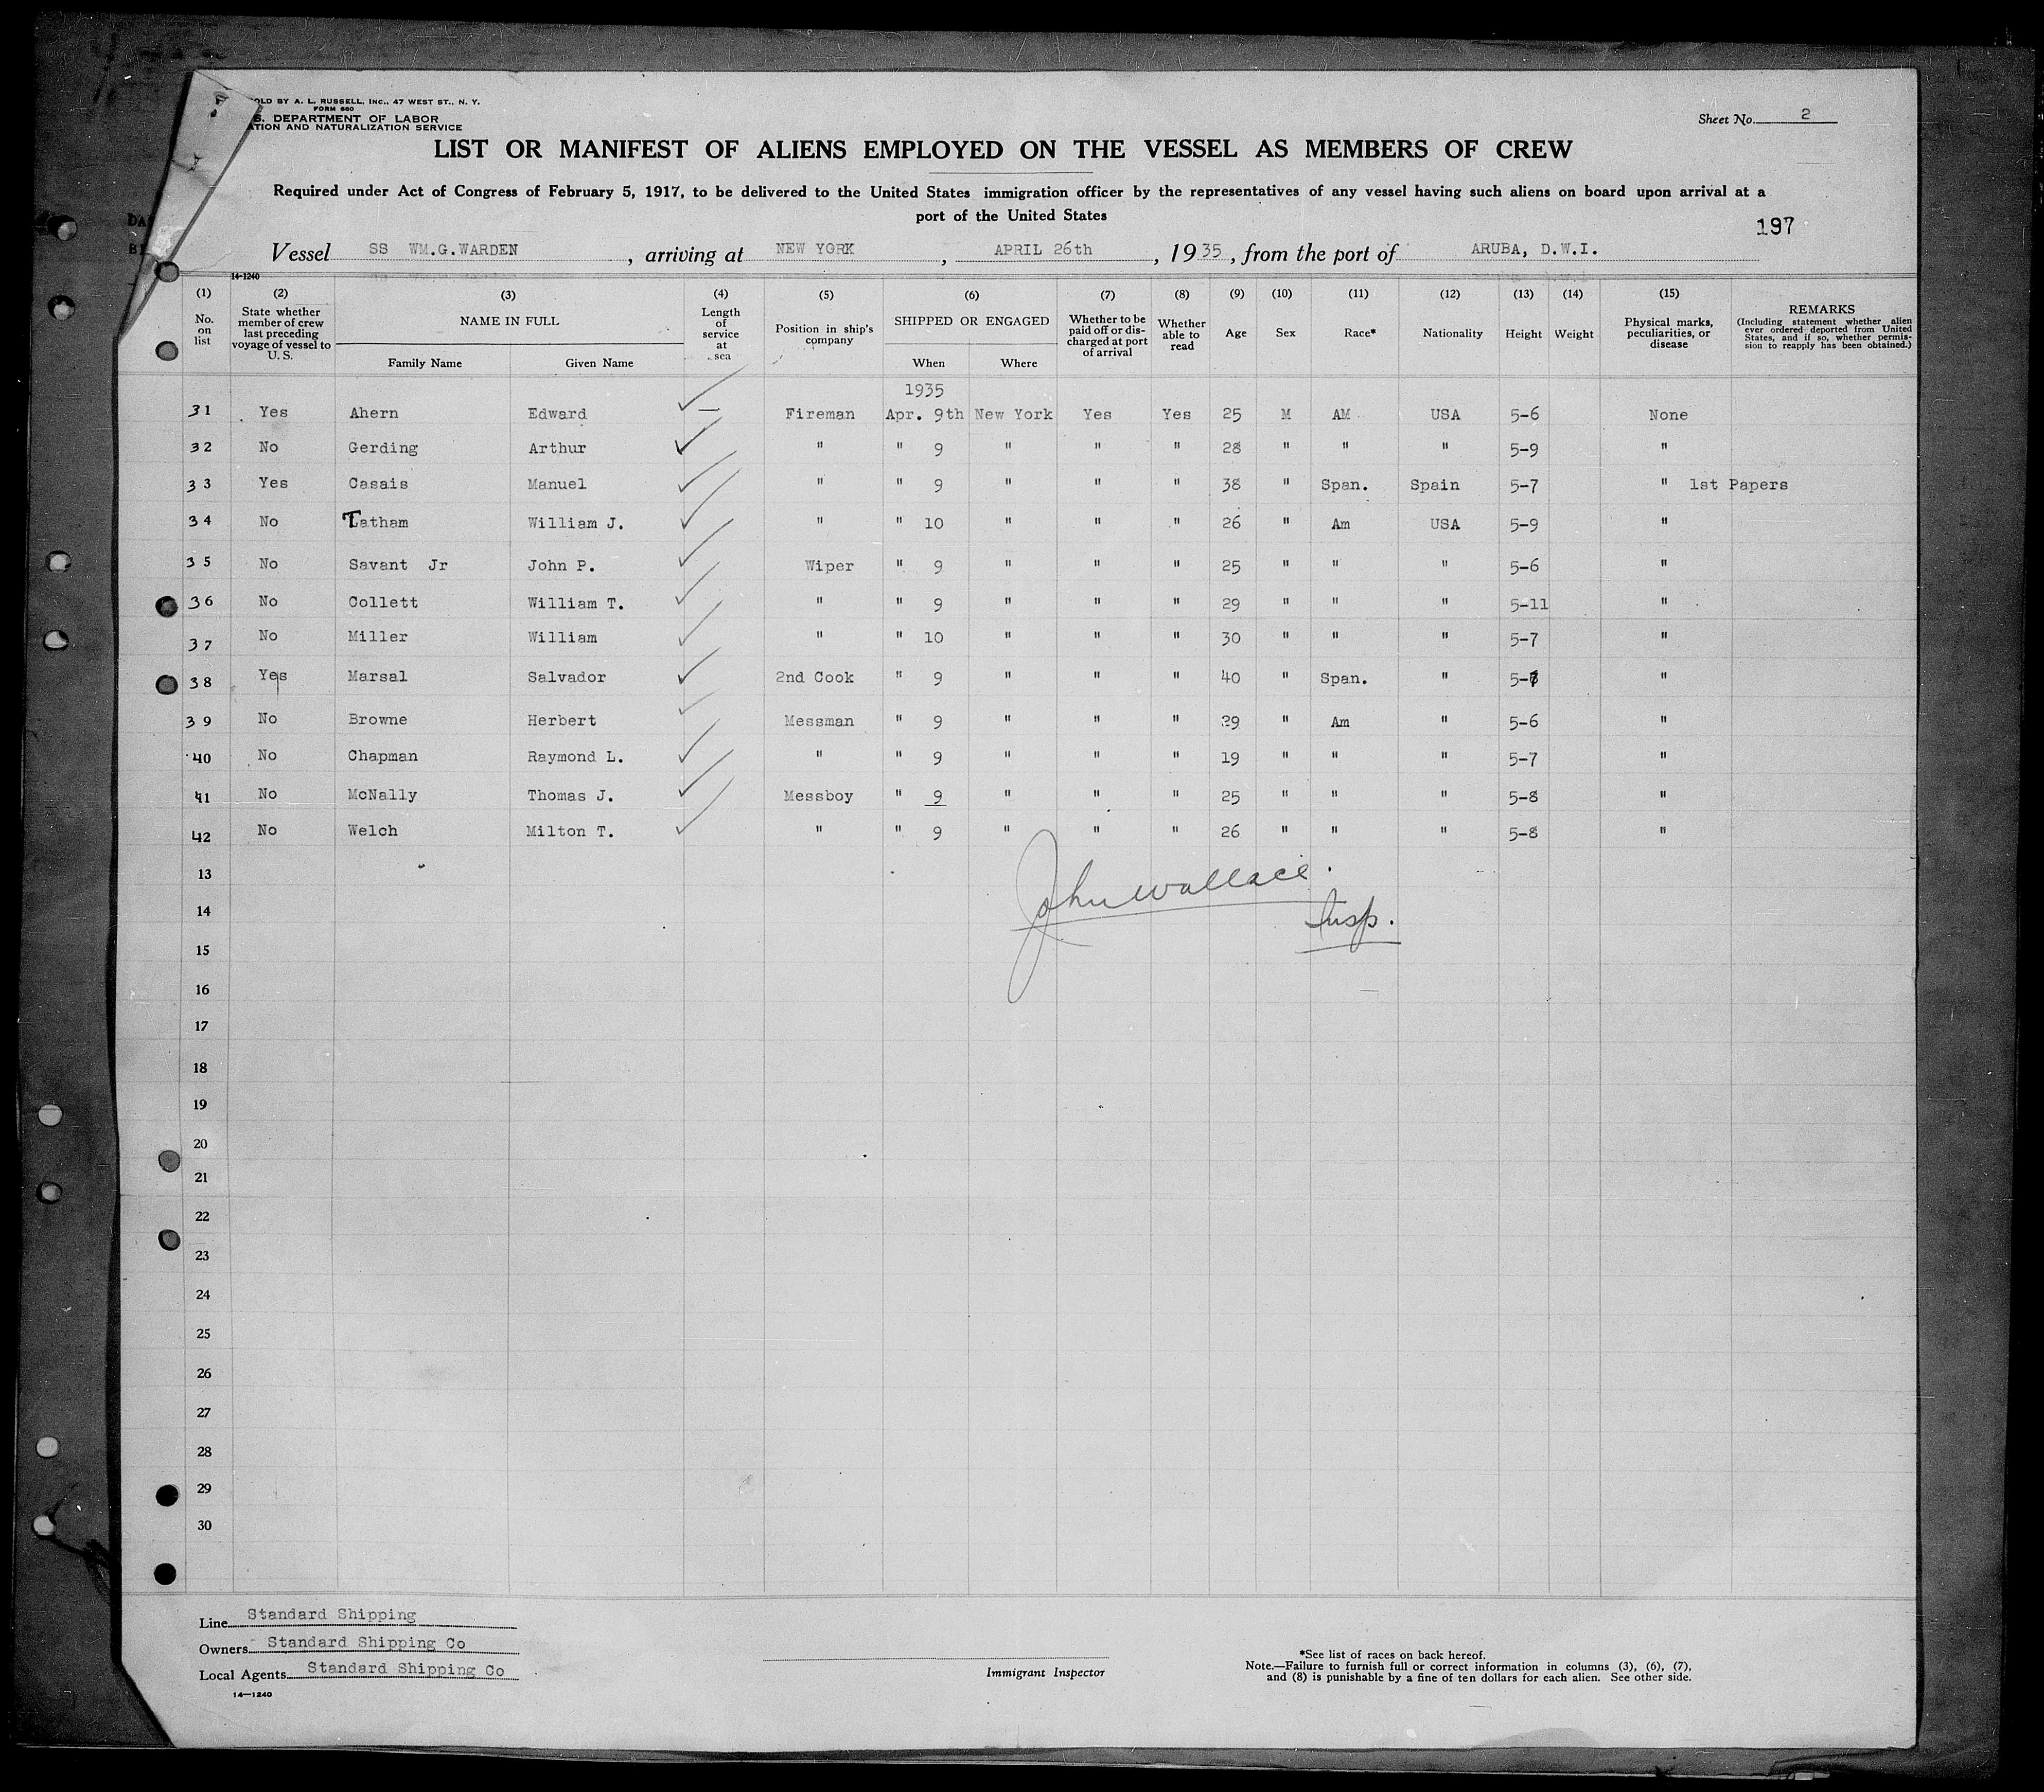 OLD BY A. L. RUSSELL, INC., 47 WEST ST., N. Y.
FORM 660
S. DEPARTMENT OF LABOR
ATION AND NATURALIZATION SERVICE
Sheet No. 2
LIST OR MANIFEST OF ALIENS EMPLOYED ON THE VESSEL AS MEMBERS OF CREW
Required under Act of Congress of February 5, 1917, to be delivered to the United States immigration officer by the representatives of any vessel having such aliens on board upon arrival at a
port of the United States
197
Vessel SS WM.G.WARDEN, arriving at NEW YORK, APRIL 26th, 1935, from the port of ARUBA, D.W.I.
14-1240
(1) No. on list (2) State whether member of crew last preceding voyage of vessel to U. S. (3) NAME IN FULL Family Name Given Name (4) Length of service at sea (5) Position in ship's company (6) SHIPPED OR ENGAGED When Where (7) Whether to be paid off or discharged at port of arrival (8) Whether able to read (9) Age (10) Sex (11) Race* (12) Nationality (13) Height (14) Weight (15) Physical marks, peculiarities, or disease REMARKS (Including statement whether alien ever ordered deported from United States, and if so, whether permission to reapply has been obtained.)
1935
31 Yes Ahern Edward — Fireman Apr. 9th New York Yes Yes 25 M AM USA 5-6 None
32 No Gerding Arthur " " 9 " " " 28 " " " 5-9 "
33 Yes Casais Manuel " " 9 " " " 38 " Span. Spain 5-7 " 1st Papers
34 No Tatham William J. " " 10 " " " 26 " Am USA 5-9 "
35 No Savant Jr John P. Wiper " 9 " " " 25 " " " 5-6 "
36 No Collett William T. " " 9 " " " 29 " " " 5-11 "
37 No Miller William " " 10 " " " 30 " " " 5-7 "
38 Yes Marsal Salvador 2nd Cook " 9 " " " 40 " Span. " "
39 No Browne Herbert Messman " 9 " " " 29 " Am " 5-6 "
40 No Chapman Raymond L. " " 9 " " " 19 " " " 5-7 "
41 No McNally Thomas J. Messboy " 9 " " " 25 " " " 5-8 "
42 No Welch Milton T. " " 9 " " " 26 " " " 5-8 "
13
John Wallace.
14
Insp.
15
16
17
18
19
20
21
22
23
24
25
26
27
28
29
30
Line Standard Shipping
Owners Standard Shipping Co
Local Agents Standard Shipping Co
14—1240
Immigrant Inspector
*See list of races on back hereof.
Note.—Failure to furnish full or correct information in columns (3), (6), (7),
and (8) is punishable by a fine of ten dollars for each alien. See other side.